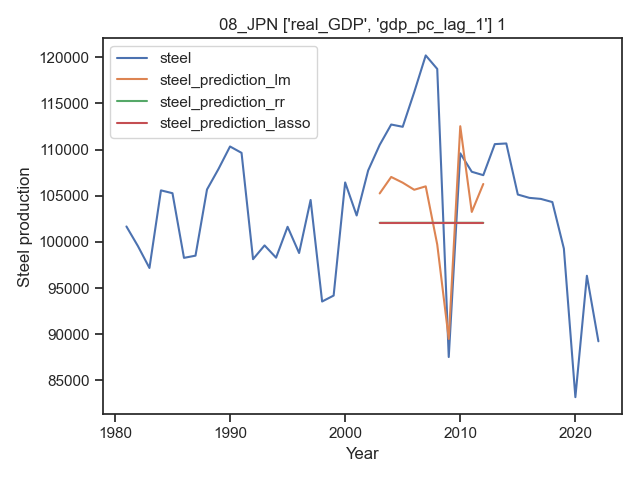 08_JPN ['real_GDP', 'gdp_pc_lag_1'] 1
steel
steel_prediction_lm
steel_prediction_rr
steel_prediction_lasso
120000
115000
110000
105000
100000
95000
90000
85000
Steel production
1980
1990
2000
2010
2020
Year